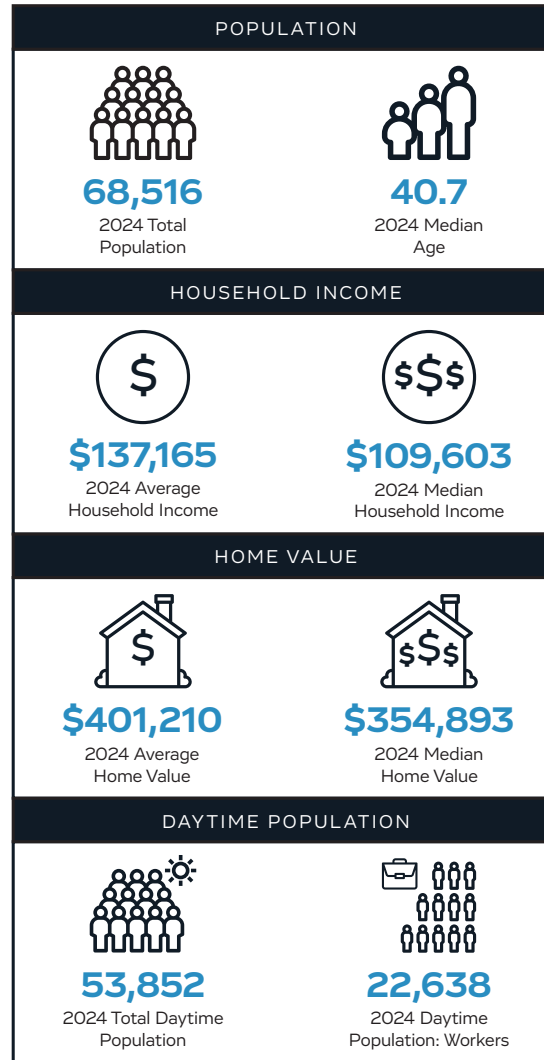 POPULATION
68,516
2024 Total
Population
40.7
2024 Median
Age
HOUSEHOLD INCOME
$
$137,165
2024 Average
Household Income
$$$
$109,603
2024 Median
Household Income
HOME VALUE
$
$401,210
2024 Average
Home Value
$$$
$354,893
2024 Median
Home Value
DAYTIME POPULATION
53,852
2024 Total Daytime
Population
22,638
2024 Daytime
Population: Workers